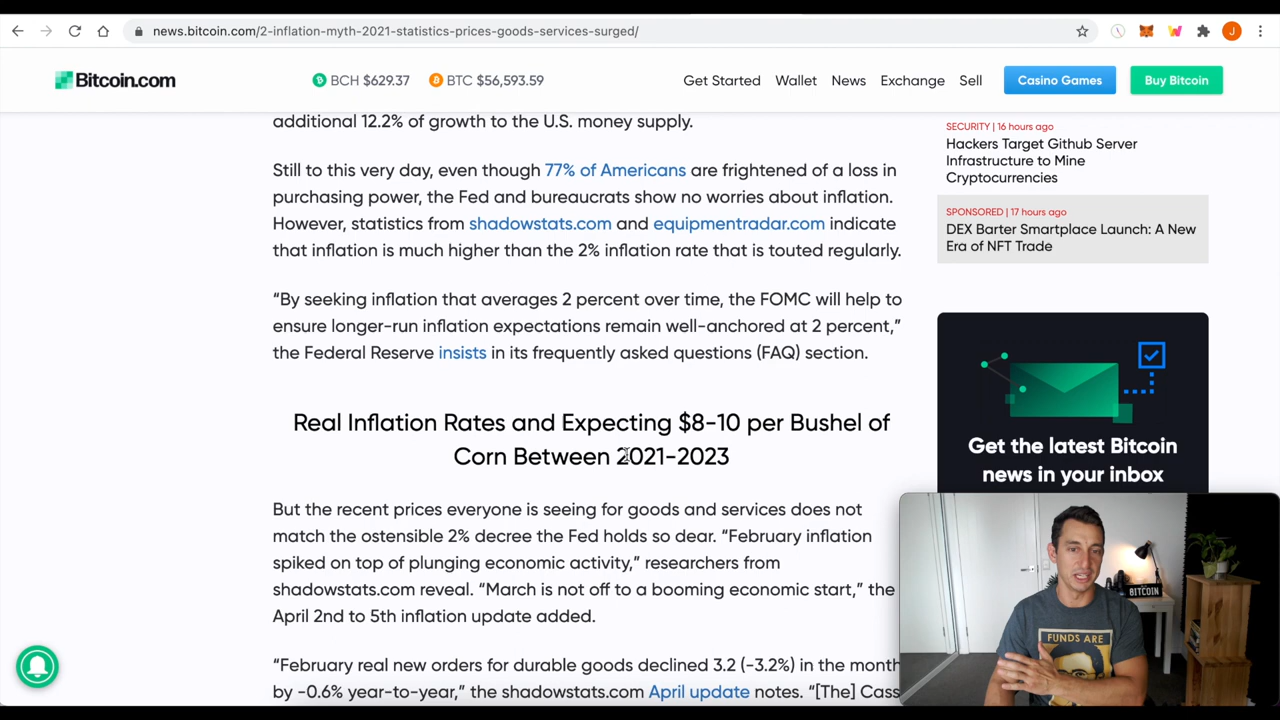 news.bitcoin.com/2-inflation-myth-2021-statistics-prices-goods-services-surged/
J
Bitcoin.com
BCH $629.37
BTC $56,593.59
Get Started
Wallet
News
Exchange
Sell
Casino Games
Buy Bitcoin
additional 12.2% of growth to the U.S. money supply.
Still to this very day, even though 77% of Americans are frightened of a loss in
purchasing power, the Fed and bureaucrats show no worries about inflation.
However, statistics from shadowstats.com and equipmentradar.com indicate
that inflation is much higher than the 2% inflation rate that is touted regularly.
“By seeking inflation that averages 2 percent over time, the FOMC will help to
ensure longer-run inflation expectations remain well-anchored at 2 percent,”
the Federal Reserve insists in its frequently asked questions (FAQ) section.
Real Inflation Rates and Expecting $8-10 per Bushel of
Corn Between 2021-2023
But the recent prices everyone is seeing for goods and services does not
match the ostensible 2% decree the Fed holds so dear. “February inflation
spiked on top of plunging economic activity,” researchers from
shadowstats.com reveal. “March is not off to a booming economic start,” the
April 2nd to 5th inflation update added.
“February real new orders for durable goods declined 3.2 (-3.2%) in the month
by -0.6% year-to-year,” the shadowstats.com April update notes. “[The] Cass
SECURITY | 16 hours ago
Hackers Target Github Server
Infrastructure to Mine
Cryptocurrencies
SPONSORED | 17 hours ago
DEX Barter Smartplace Launch: A New
Era of NFT Trade
Get the latest Bitcoin
news in your inbox
BITCOIN
FUNDS ARE